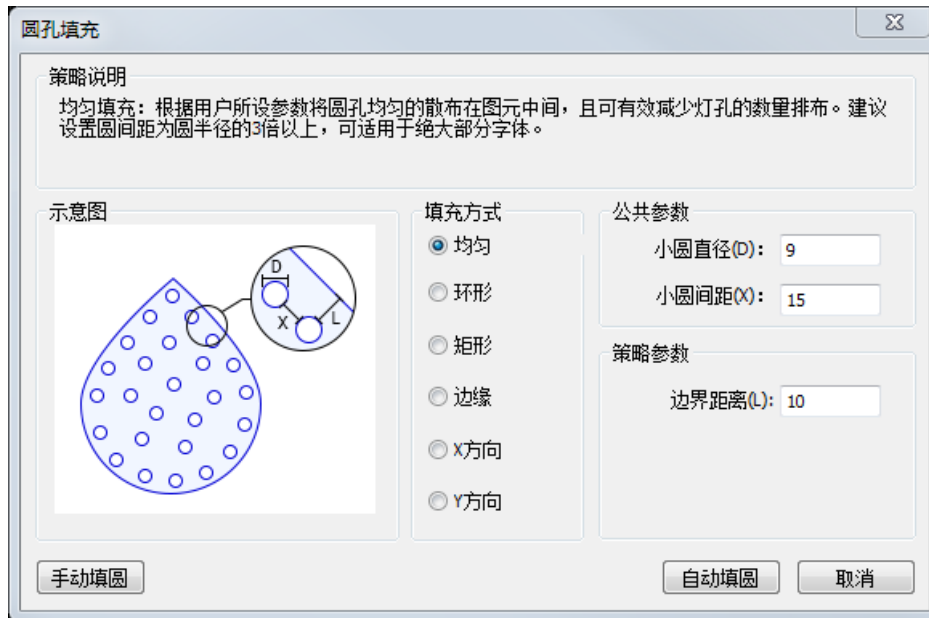 圆孔填充
策略说明
均匀填充：根据用户所设参数将圆孔均匀的散布在图元中间，且可有效减少灯孔的数量排布。建议
设置圆间距为圆半径的3倍以上，可适用于绝大部分字体。
示意图
D
X
L
填充方式
均匀
环形
矩形
边缘
X方向
Y方向
公共参数
小圆直径(D)： 9
小圆间距(X)： 15
策略参数
边界距离(L): 10
手动填圆
自动填圆
取消